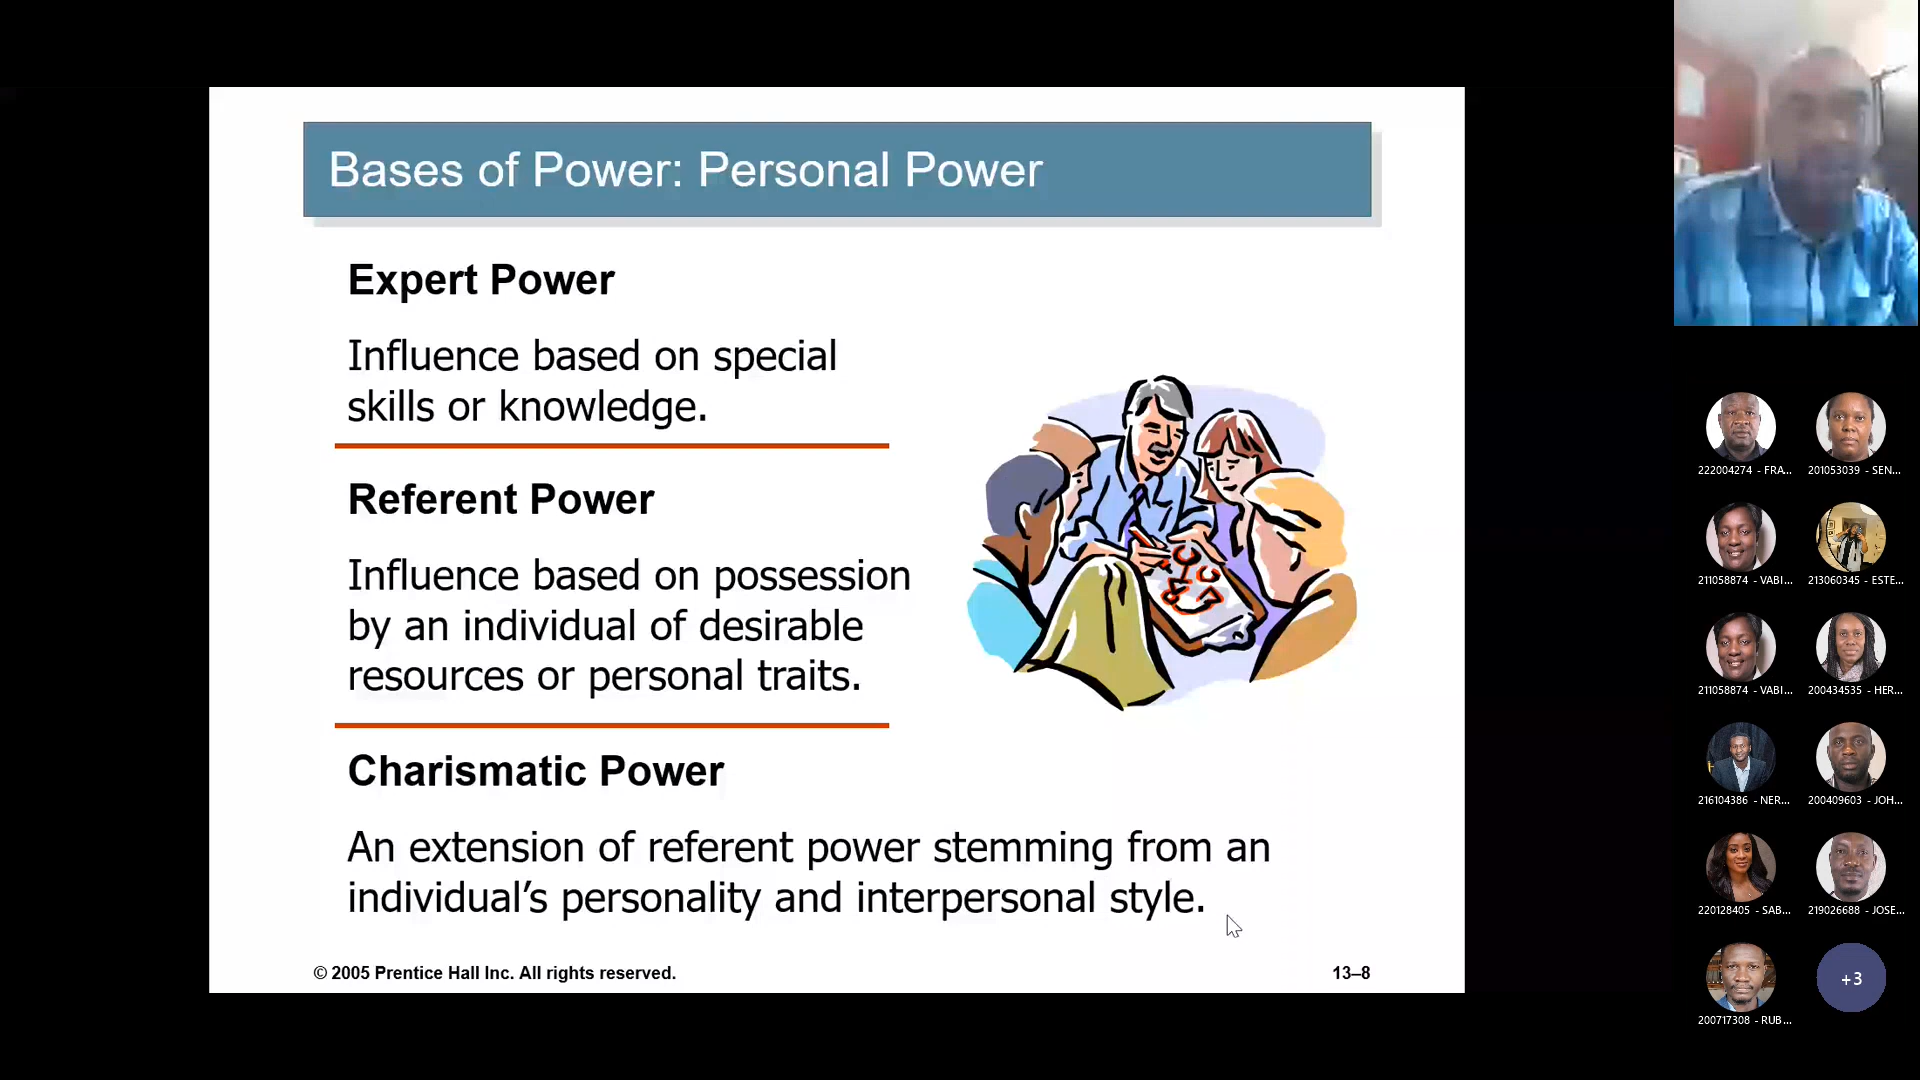 Bases of Power: Personal Power
Expert Power
Influence based on special
skills or knowledge.
Referent Power
Influence based on possession
by an individual of desirable
resources or personal traits.
Charismatic Power
An extension of referent power stemming from an
individual’s personality and interpersonal style.
© 2005 Prentice Hall Inc. All rights reserved.
13–8
222004274 - FRA...
201053039 - SEN...
211058874 - VABI...
213060345 - ESTE...
211058874 - VABI...
200434535 - HER...
216104386 - NER...
200409603 - JOH...
220128405 - SAB...
219026688 - JOSE...
200717308 - RUB...
+3